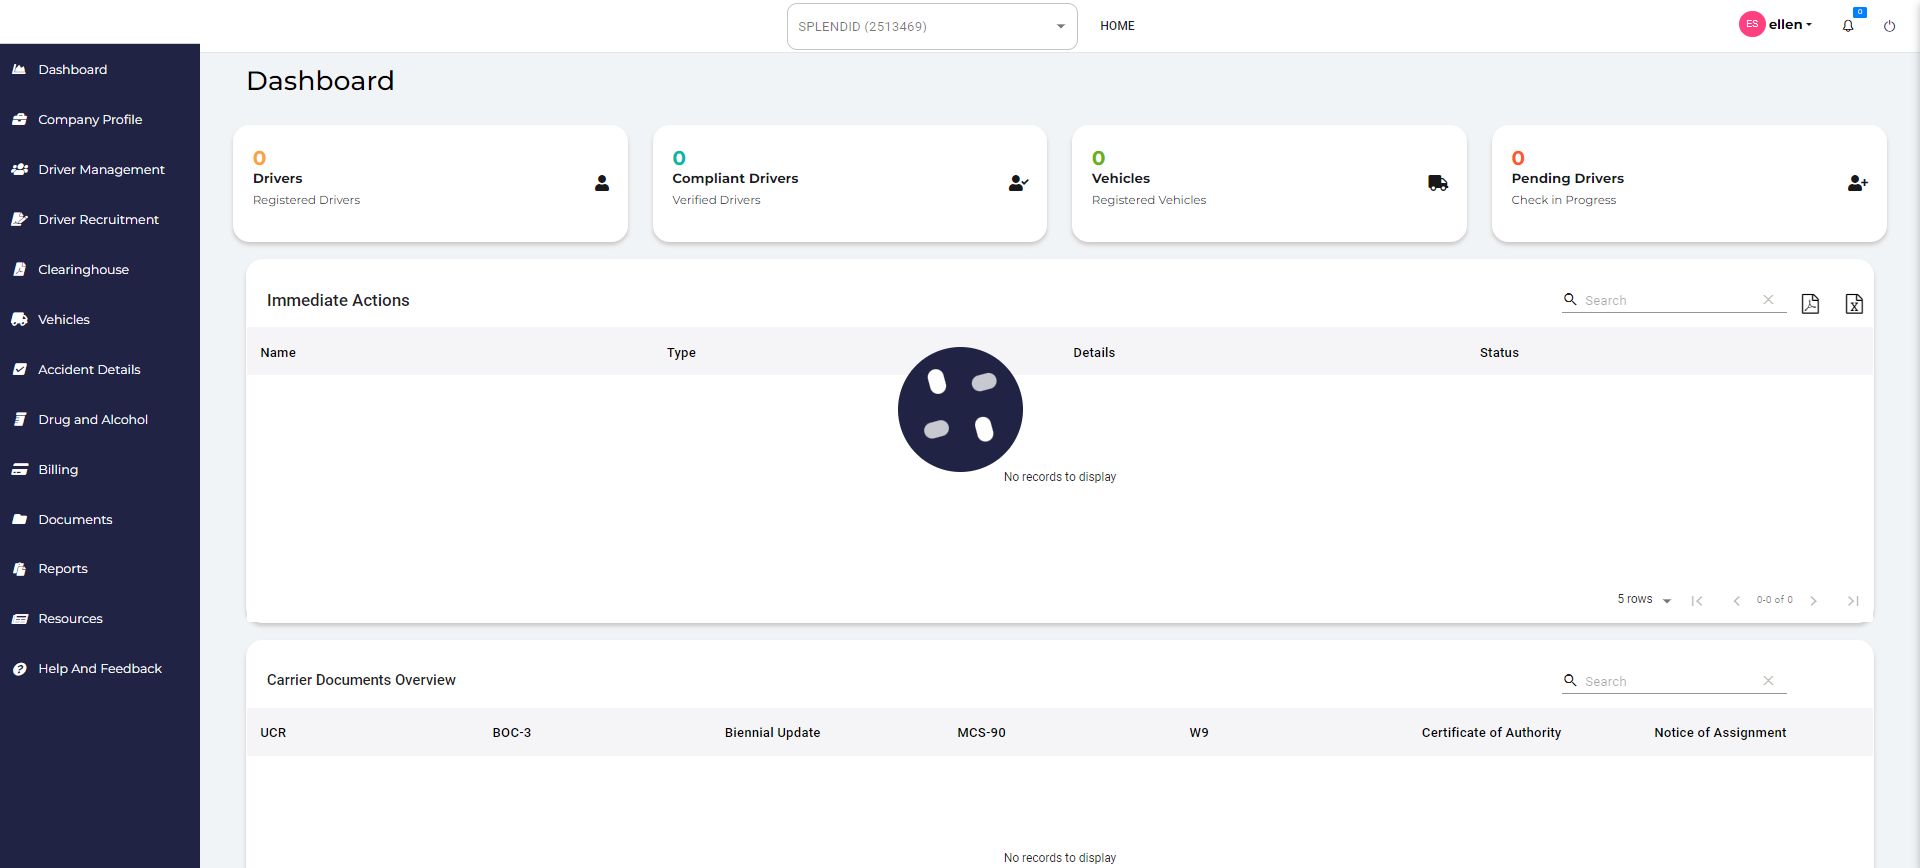 SPLENDID (2513469)
HOME
ES
ellen
0
Dashboard
Company Profile
Driver Management
Driver Recruitment
Clearinghouse
Vehicles
Accident Details
Drug and Alcohol
Billing
Documents
Reports
Resources
Help And Feedback
Dashboard
0
Drivers
Registered Drivers
0
Compliant Drivers
Verified Drivers
0
Vehicles
Registered Vehicles
0
Pending Drivers
Check in Progress
Immediate Actions
Search
Name Type Details Status
No records to display
5 rows
0-0 of 0
Carrier Documents Overview
Search
UCR BOC-3 Biennial Update MCS-90 W9 Certificate of Authority Notice of Assignment
No records to display